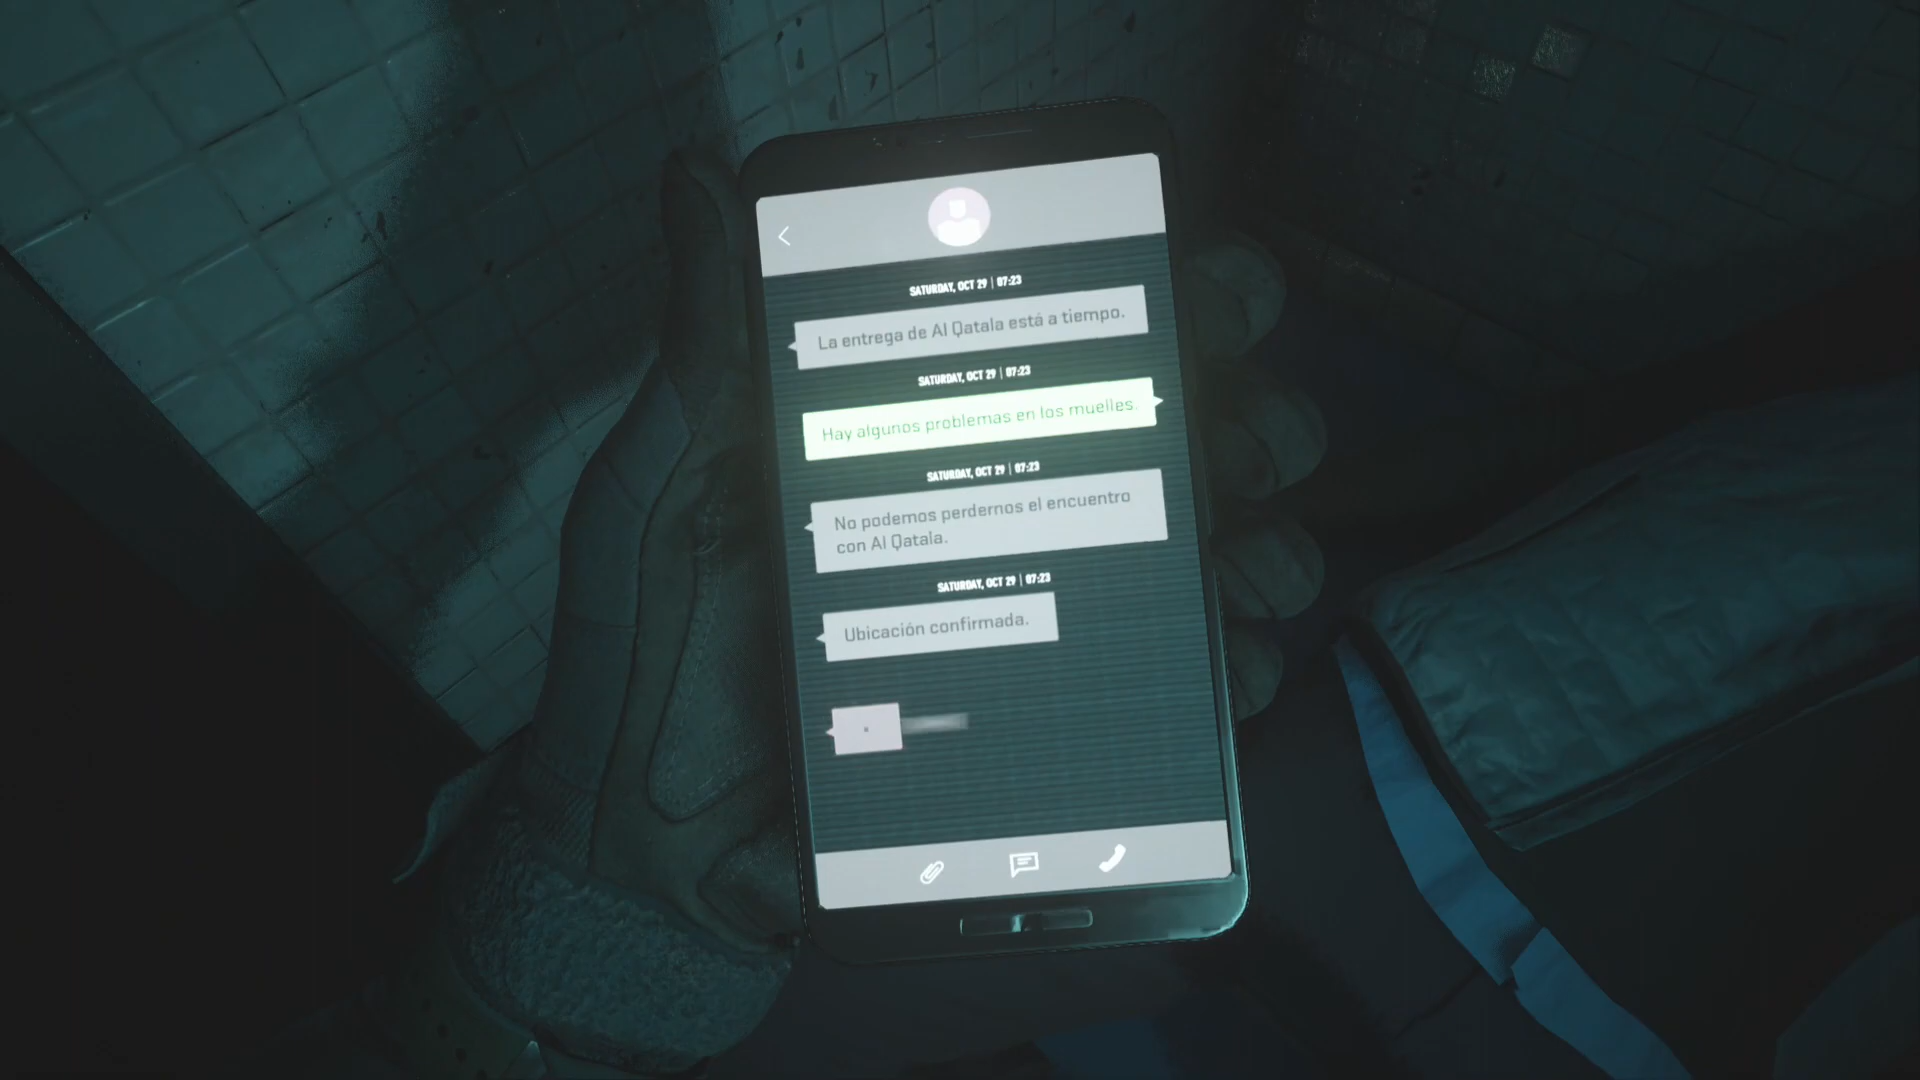 SATURDAY, OCT 29 | 07:23
La entrega de Al Qatala está a tiempo.
SATURDAY, OCT 29 | 07:23
Hay algunos problemas en los muelles.
SATURDAY, OCT 29 | 07:23
No podemos perdernos el encuentro
con Al Qatala.
SATURDAY, OCT 29 | 07:23
Ubicación confirmada.